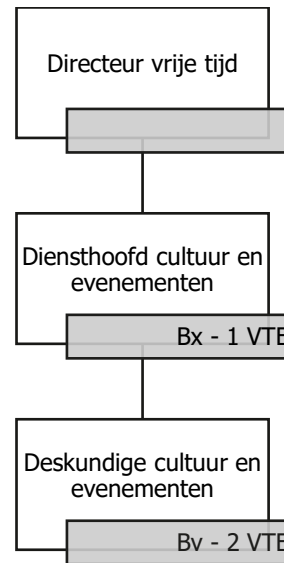 Directeur vrije tijd
Diensthoofd cultuur en
evenementen
Bx - 1 VTE
Deskundige cultuur en
evenementen
Bv - 2 VTE